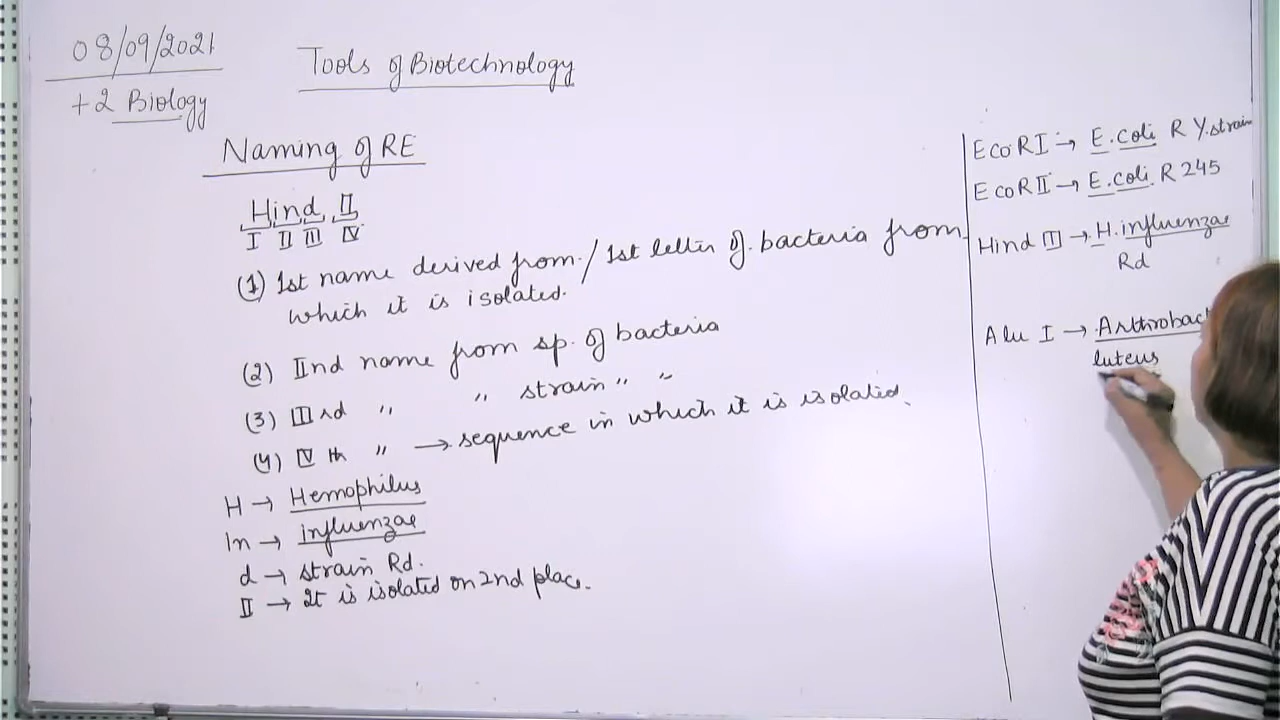 08/09/2021
+2 Biology
Tools of Biotechnology
Naming of RE
Hind II
I II III IV
(1) 1st name derived from / 1st letter of bacteria from
which it is isolated.
(2) IInd name from sp. of bacteria
(3) IIIrd " " strain " "
(4) IVth " → sequence in which it is isolated.
H → Hemophilus
In → influenzae
d → strain Rd.
II → It is isolated on 2nd place.
EcoRI → E.coli R Y.strain
EcoRII → E.coli R 245
Hind III → H.influenzae
Rd
Alu I → Arthrobact
luteus